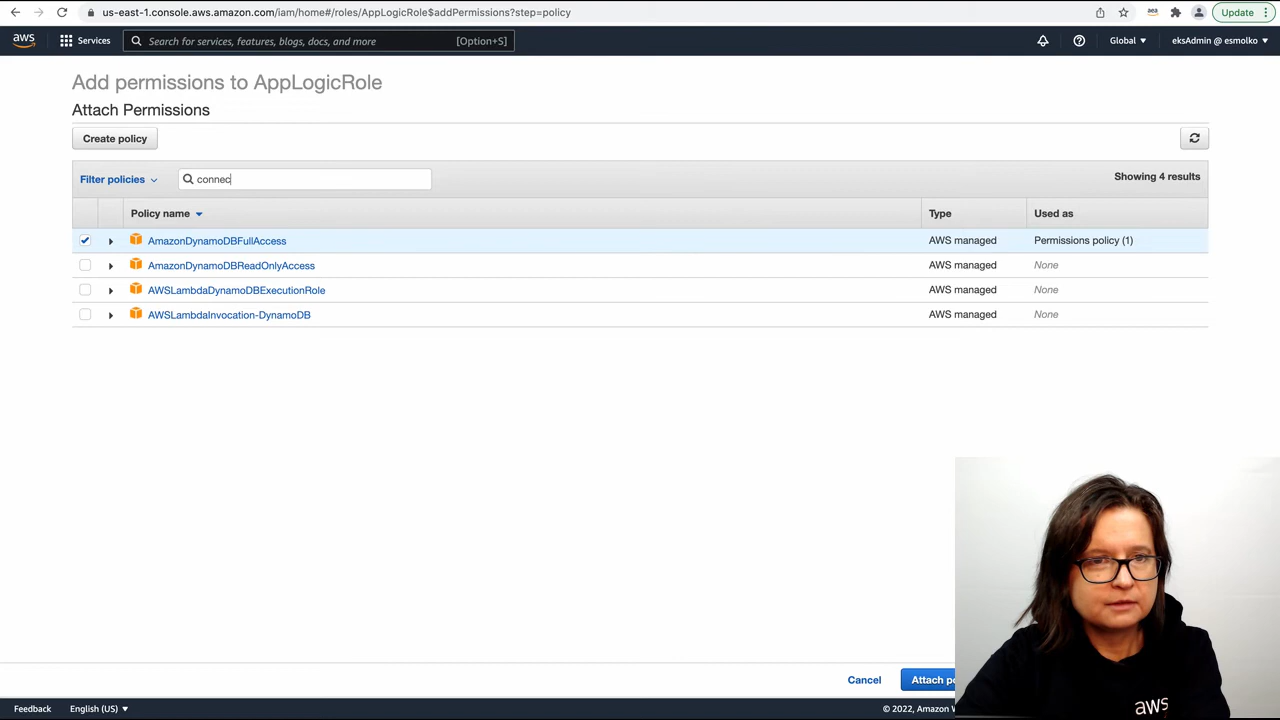 us-east-1.console.aws.amazon.com/iam/home#/roles/AppLogicRole$addPermissions?step=policy
aea
Update
aws
Services
Search for services, features, blogs, docs, and more
[Option+S]
Global
eksAdmin @ esmolko
Add permissions to AppLogicRole
Attach Permissions
Create policy
Filter policies
connec
Showing 4 results
Policy name
Type
Used as
AmazonDynamoDBFullAccess
AWS managed
Permissions policy (1)
AmazonDynamoDBReadOnlyAccess
AWS managed
None
AWSLambdaDynamoDBExecutionRole
AWS managed
None
AWSLambdaInvocation-DynamoDB
AWS managed
None
Cancel
Attach
Feedback
English (US)
© 2022, Amazon
aws